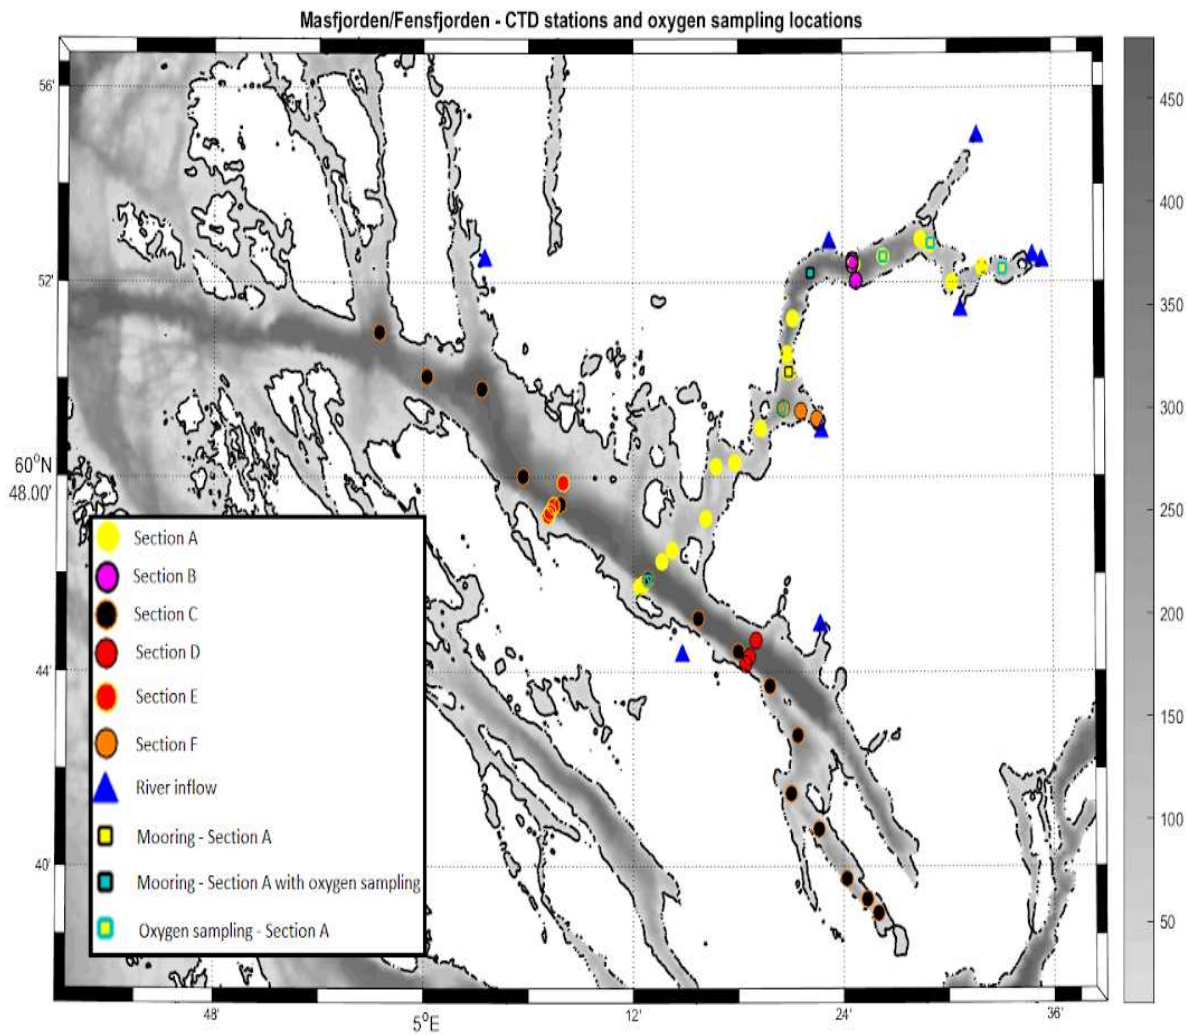 Masfjorden/Fensfjorden - CTD stations and oxygen sampling locations
56'
52'
60°N
48.00'
44'
40'
48'
5°E
12'
24'
36'
450
400
350
300
250
200
150
100
50
Section A
Section B
Section C
Section D
Section E
Section F
River inflow
Mooring - Section A
Mooring - Section A with oxygen sampling
Oxygen sampling - Section A